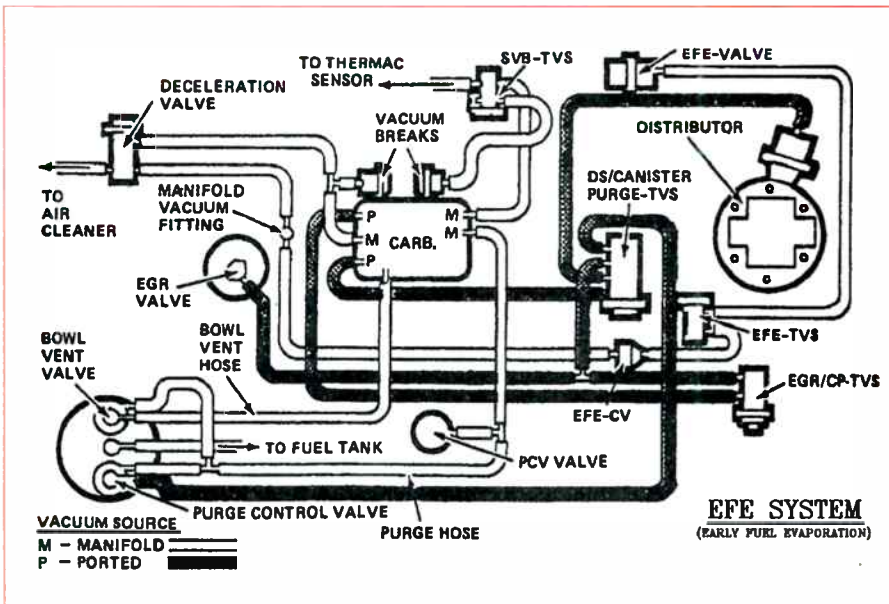 TO THERMAC
SENSOR
SVB-TVS
EFE-VALVE
DECELERATION
VALVE
VACUUM
BREAKS
DISTRIBUTOR
TO
AIR
CLEANER
MANIFOLD
VACUUM
FITTING
DS/CANISTER
PURGE-TVS
P
M
M
CARB.
M
P
EGR
VALVE
BOWL
VENT
VALVE
BOWL
VENT
HOSE
EFE-TVS
EGR/CP-TVS
EFE-CV
TO FUEL TANK
PCV VALVE
PURGE CONTROL VALVE
PURGE HOSE
VACUUM SOURCE
M - MANIFOLD
P - PORTED
EFE SYSTEM
(EARLY FUEL EVAPORATION)